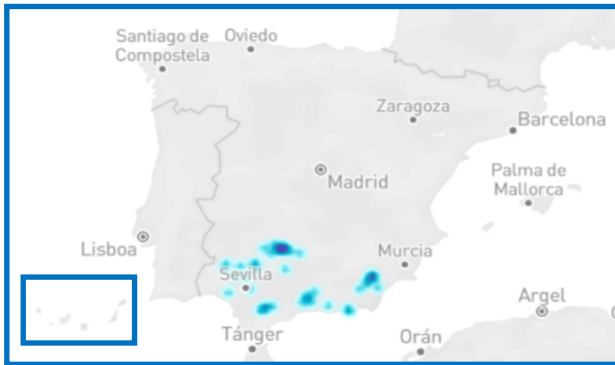 Santiago de
Compostela
Oviedo
Zaragoza
Barcelona
Madrid
Palma de
Mallorca
Lisboa
Murcia
Sevilla
Argel
Tánger
Orán